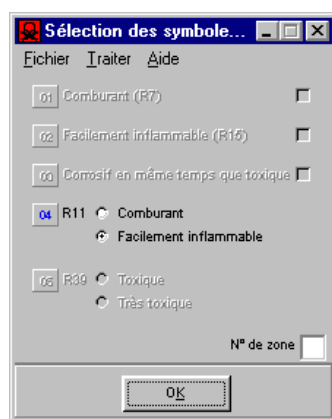 Sélection des symbole...
Fichier Traiter Aide
01 Comburant (R7)
02 Facilement inflammable (R15)
03 Corrosif en même temps que toxique
04 R11 Comburant
Facilement inflammable
05 R39 Toxique
Très toxique
N° de zone
OK